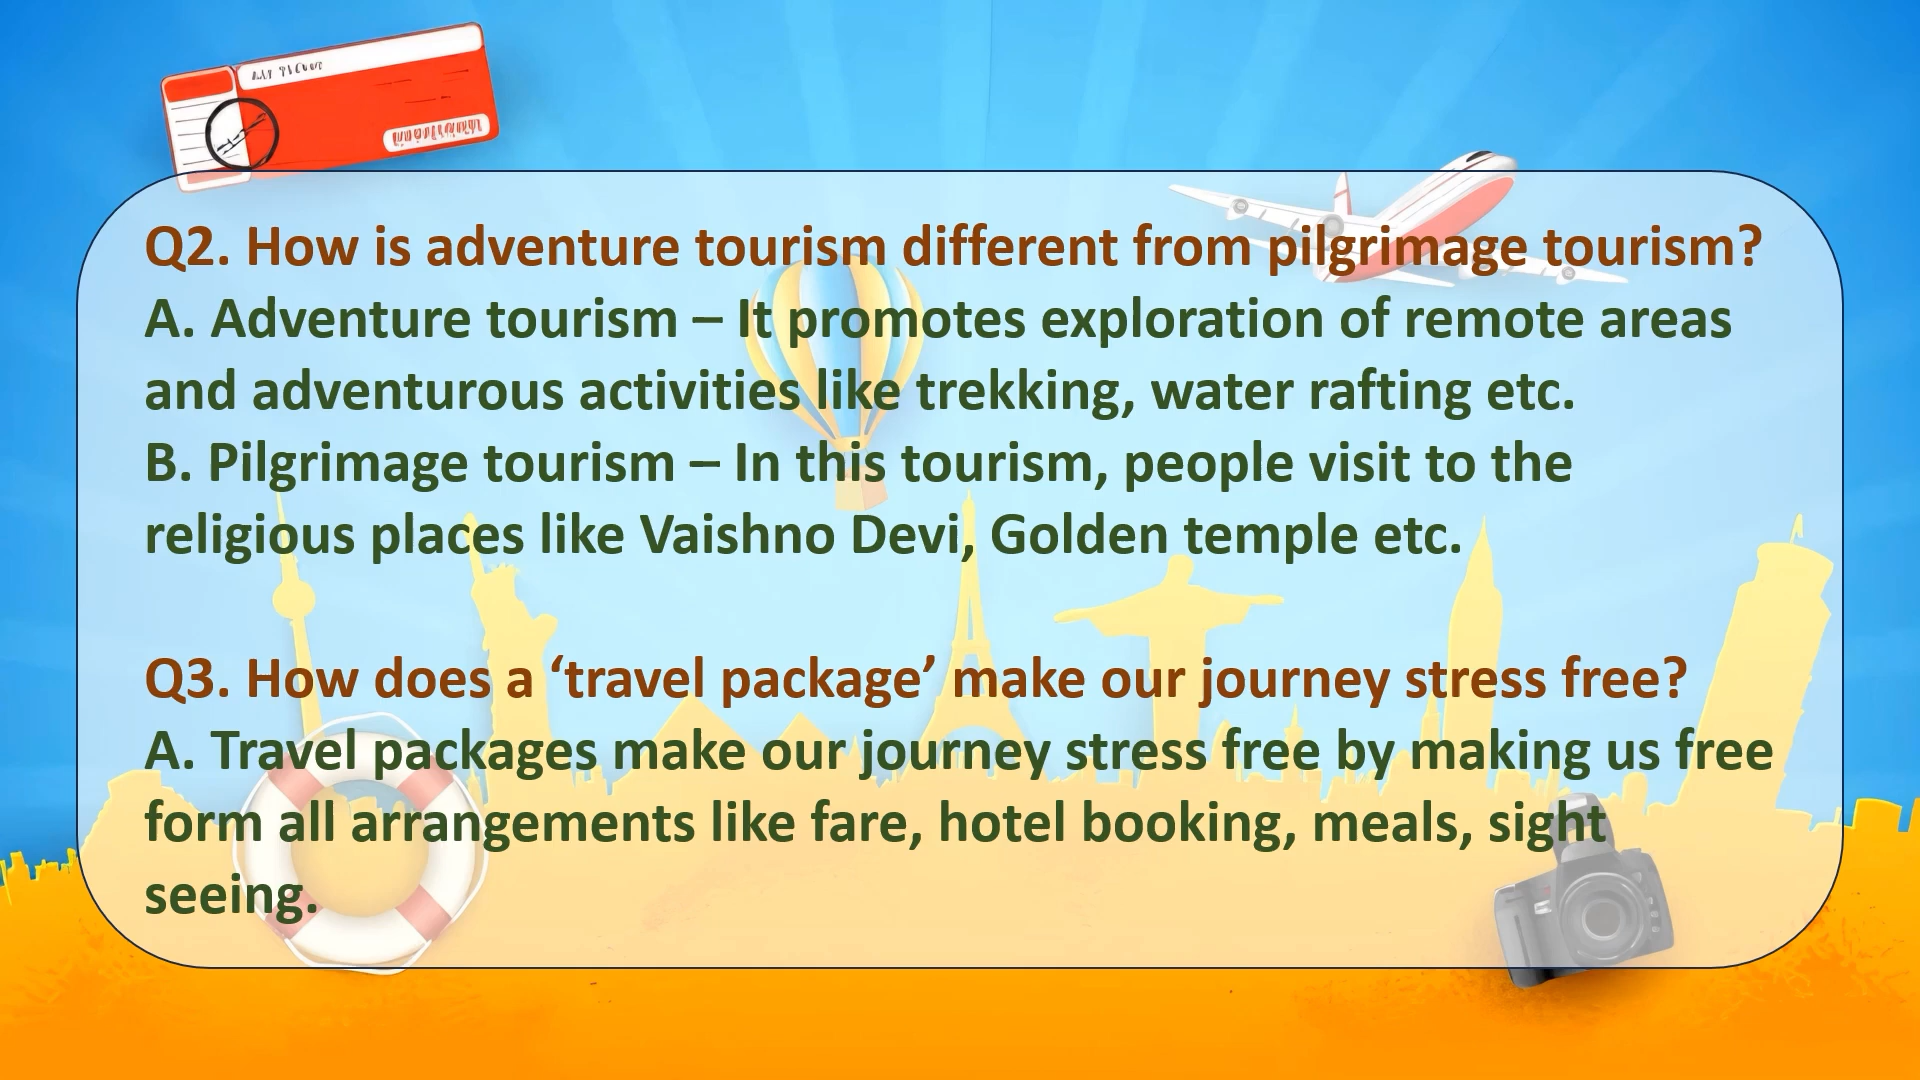 Q2. How is adventure tourism different from pilgrimage tourism?
A. Adventure tourism – It promotes exploration of remote areas
and adventurous activities like trekking, water rafting etc.
B. Pilgrimage tourism – In this tourism, people visit to the
religious places like Vaishno Devi, Golden temple etc.
Q3. How does a ‘travel package’ make our journey stress free?
A. Travel packages make our journey stress free by making us free
form all arrangements like fare, hotel booking, meals, sight
seeing.